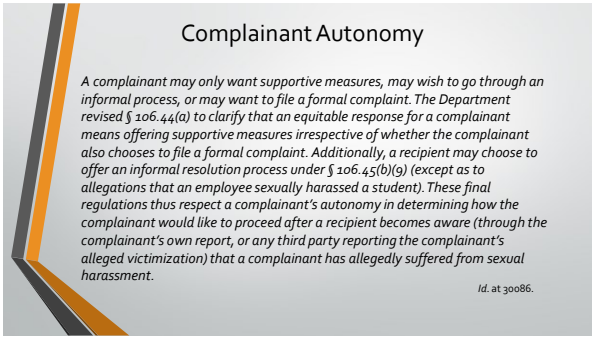 Complainant Autonomy
A complainant may only want supportive measures, may wish to go through an
informal process, or may want to file a formal complaint. The Department
revised § 106.44(a) to clarify that an equitable response for a complainant
means offering supportive measures irrespective of whether the complainant
also chooses to file a formal complaint. Additionally, a recipient may choose to
offer an informal resolution process under § 106.45(b)(9) (except as to
allegations that an employee sexually harassed a student). These final
regulations thus respect a complainant's autonomy in determining how the
complainant would like to proceed after a recipient becomes aware (through the
complainant's own report, or any third party reporting the complainant's
alleged victimization) that a complainant has allegedly suffered from sexual
harassment.
Id. at 30086.